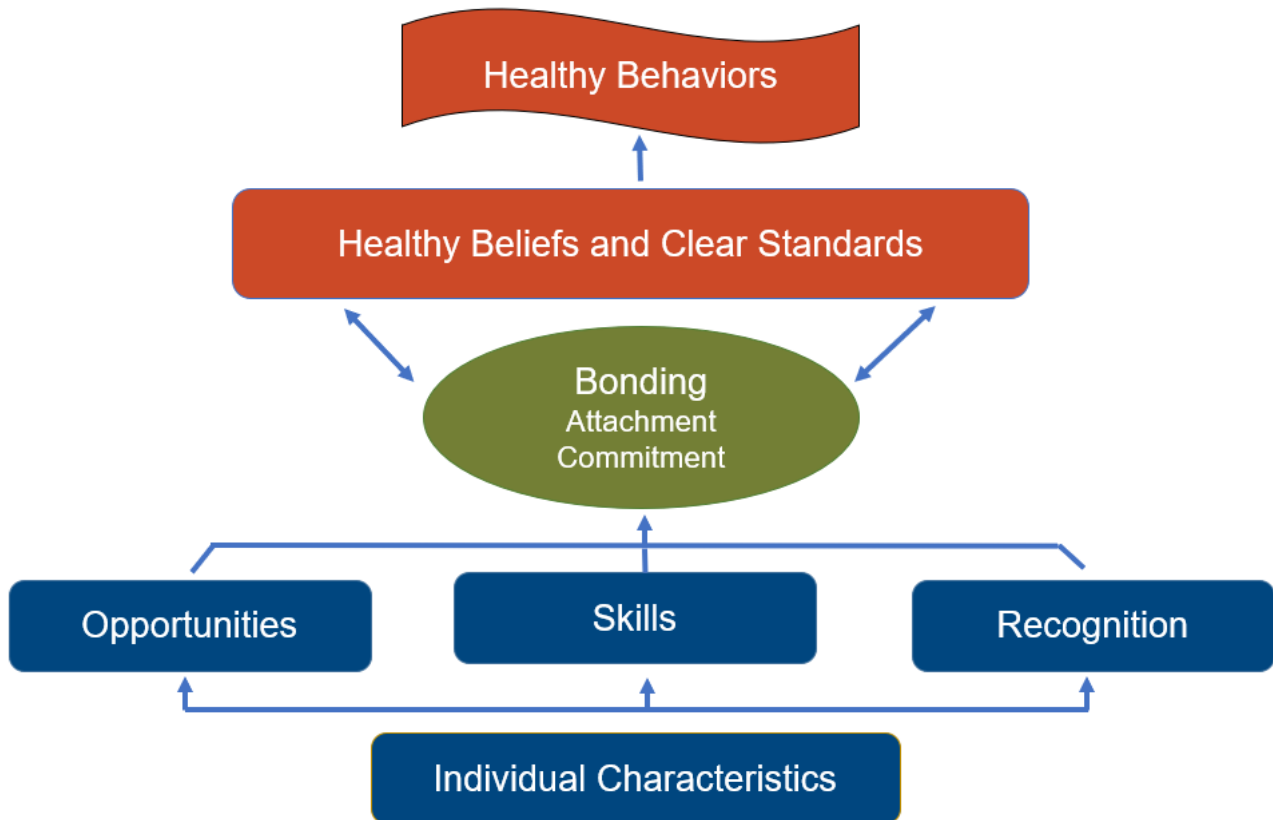 Healthy Behaviors
Healthy Beliefs and Clear Standards
Bonding
Attachment
Commitment
Opportunities
Skills
Recognition
Individual Characteristics